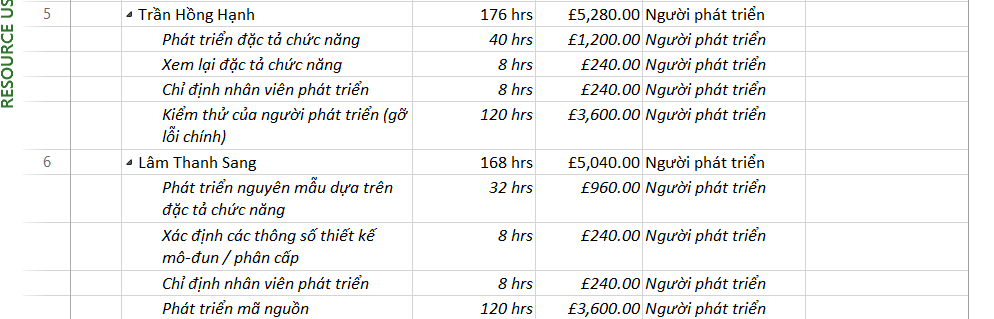 RESOURCE US
5 Trần Hồng Hạnh 176 hrs £5,280.00 Người phát triển
Phát triển đặc tả chức năng 40 hrs £1,200.00 Người phát triển
Xem lại đặc tả chức năng 8 hrs £240.00 Người phát triển
Chỉ định nhân viên phát triển 8 hrs £240.00 Người phát triển
Kiểm thử của người phát triển (gỡ 120 hrs £3,600.00 Người phát triển
lỗi chính)
6 Lâm Thanh Sang 168 hrs £5,040.00 Người phát triển
Phát triển nguyên mẫu dựa trên 32 hrs £960.00 Người phát triển
đặc tả chức năng
Xác định các thông số thiết kế 8 hrs £240.00 Người phát triển
mô-đun / phân cấp
Chỉ định nhân viên phát triển 8 hrs £240.00 Người phát triển
Phát triển mã nguồn 120 hrs £3,600.00 Người phát triển